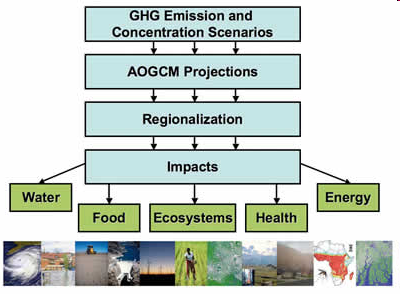 GHG Emission and
Concentration Scenarios
AOGCM Projections
Regionalization
Impacts
Water
Energy
Food
Ecosystems
Health